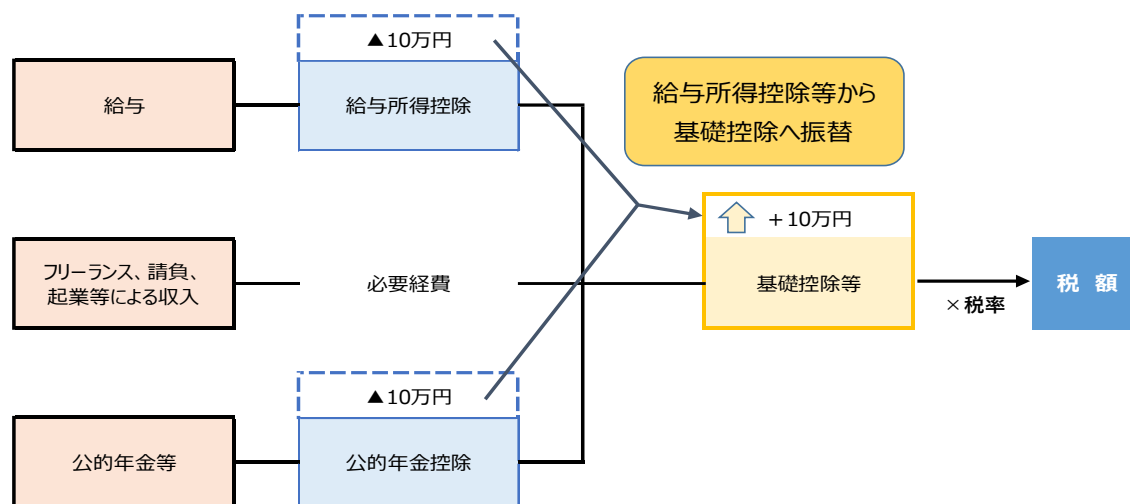 ▲10万円
給与
給与所得控除
給与所得控除等から
基礎控除へ振替
＋10万円
フリーランス、請負、
起業等による収入
必要経費
基礎控除等
×税率
税 額
▲10万円
公的年金等
公的年金控除